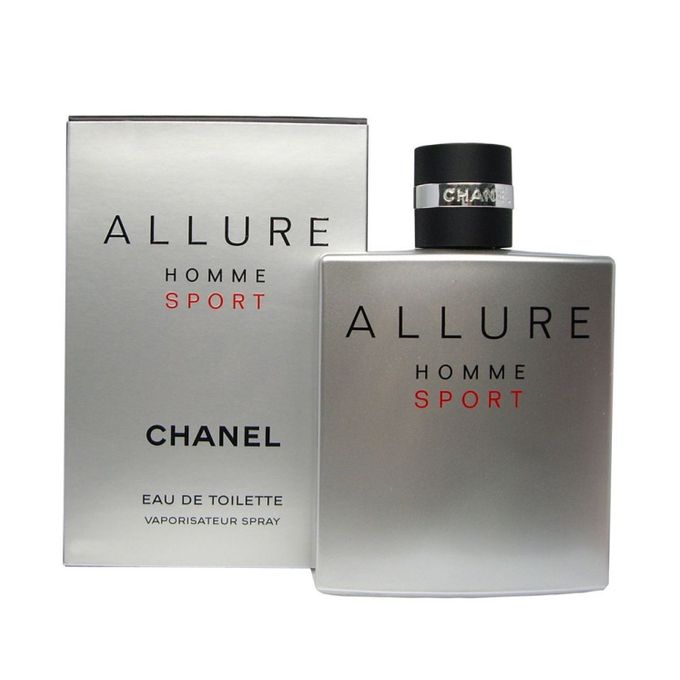 ALLURE
HOMME
SPORT
CHANEL
EAU DE TOILETTE
VAPORISATEUR SPRAY
CHANEL
ALLURE
HOMME
SPORT